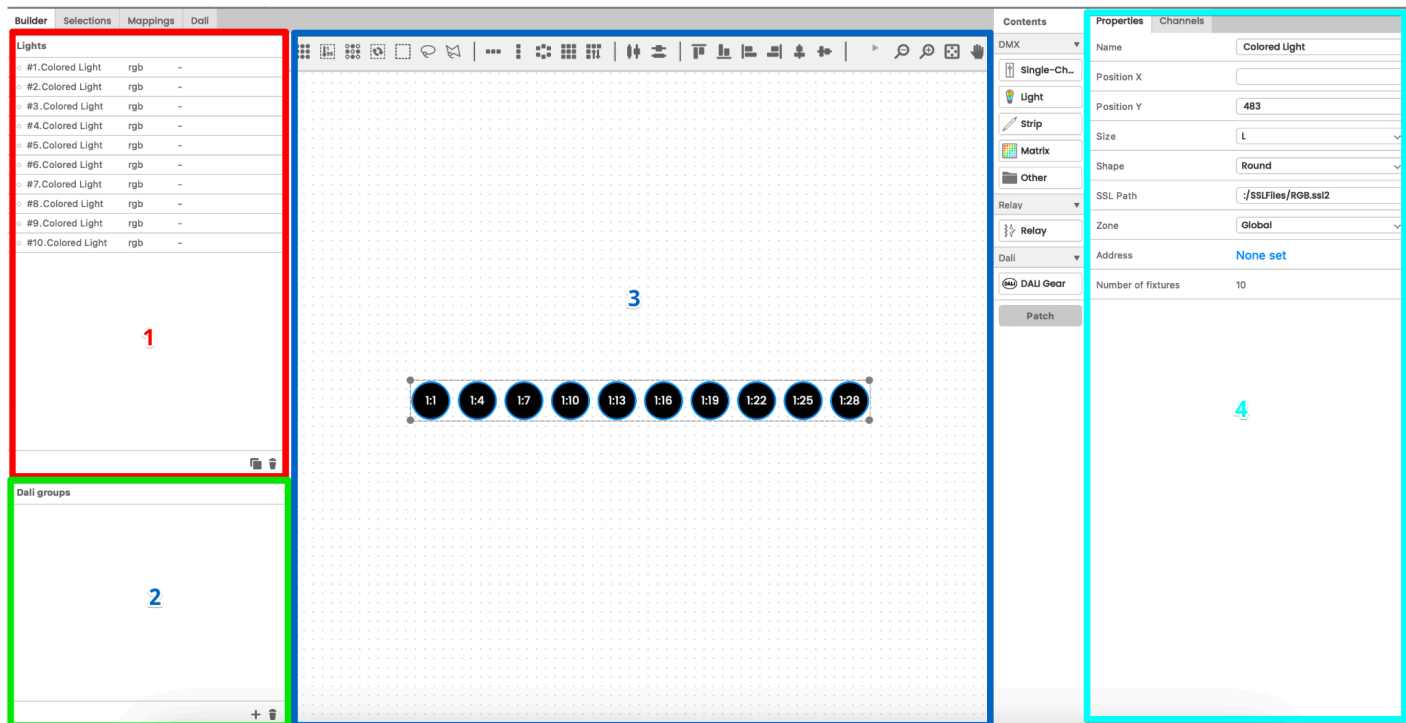 Builder Selections Mappings Dali
Lights
#1.Colored Light rgb -
#2.Colored Light rgb -
#3.Colored Light rgb -
#4.Colored Light rgb -
#5.Colored Light rgb -
#6.Colored Light rgb -
#7.Colored Light rgb -
#8.Colored Light rgb -
#9.Colored Light rgb -
#10.Colored Light rgb -
1
Dali groups
2
3
1:1 1:4 1:7 1:10 1:13 1:16 1:19 1:22 1:25 1:28
Contents
DMX
Single-Ch...
Light
Strip
Matrix
Other
Relay
Relay
Dali
DALI DALI Gear
Patch
Properties Channels
Name Colored Light
Position X
Position Y 483
Size L
Shape Round
SSL Path :/SSLFiles/RGB.ssl2
Zone Global
Address None set
Number of fixtures 10
4